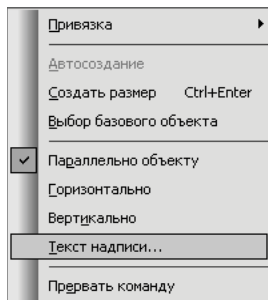 Привязка
Автосоздание
Создать размер Ctrl+Enter
Выбор базового объекта
Параллельно объекту
Горизонтально
Вертикально
Текст надписи...
Прервать команду